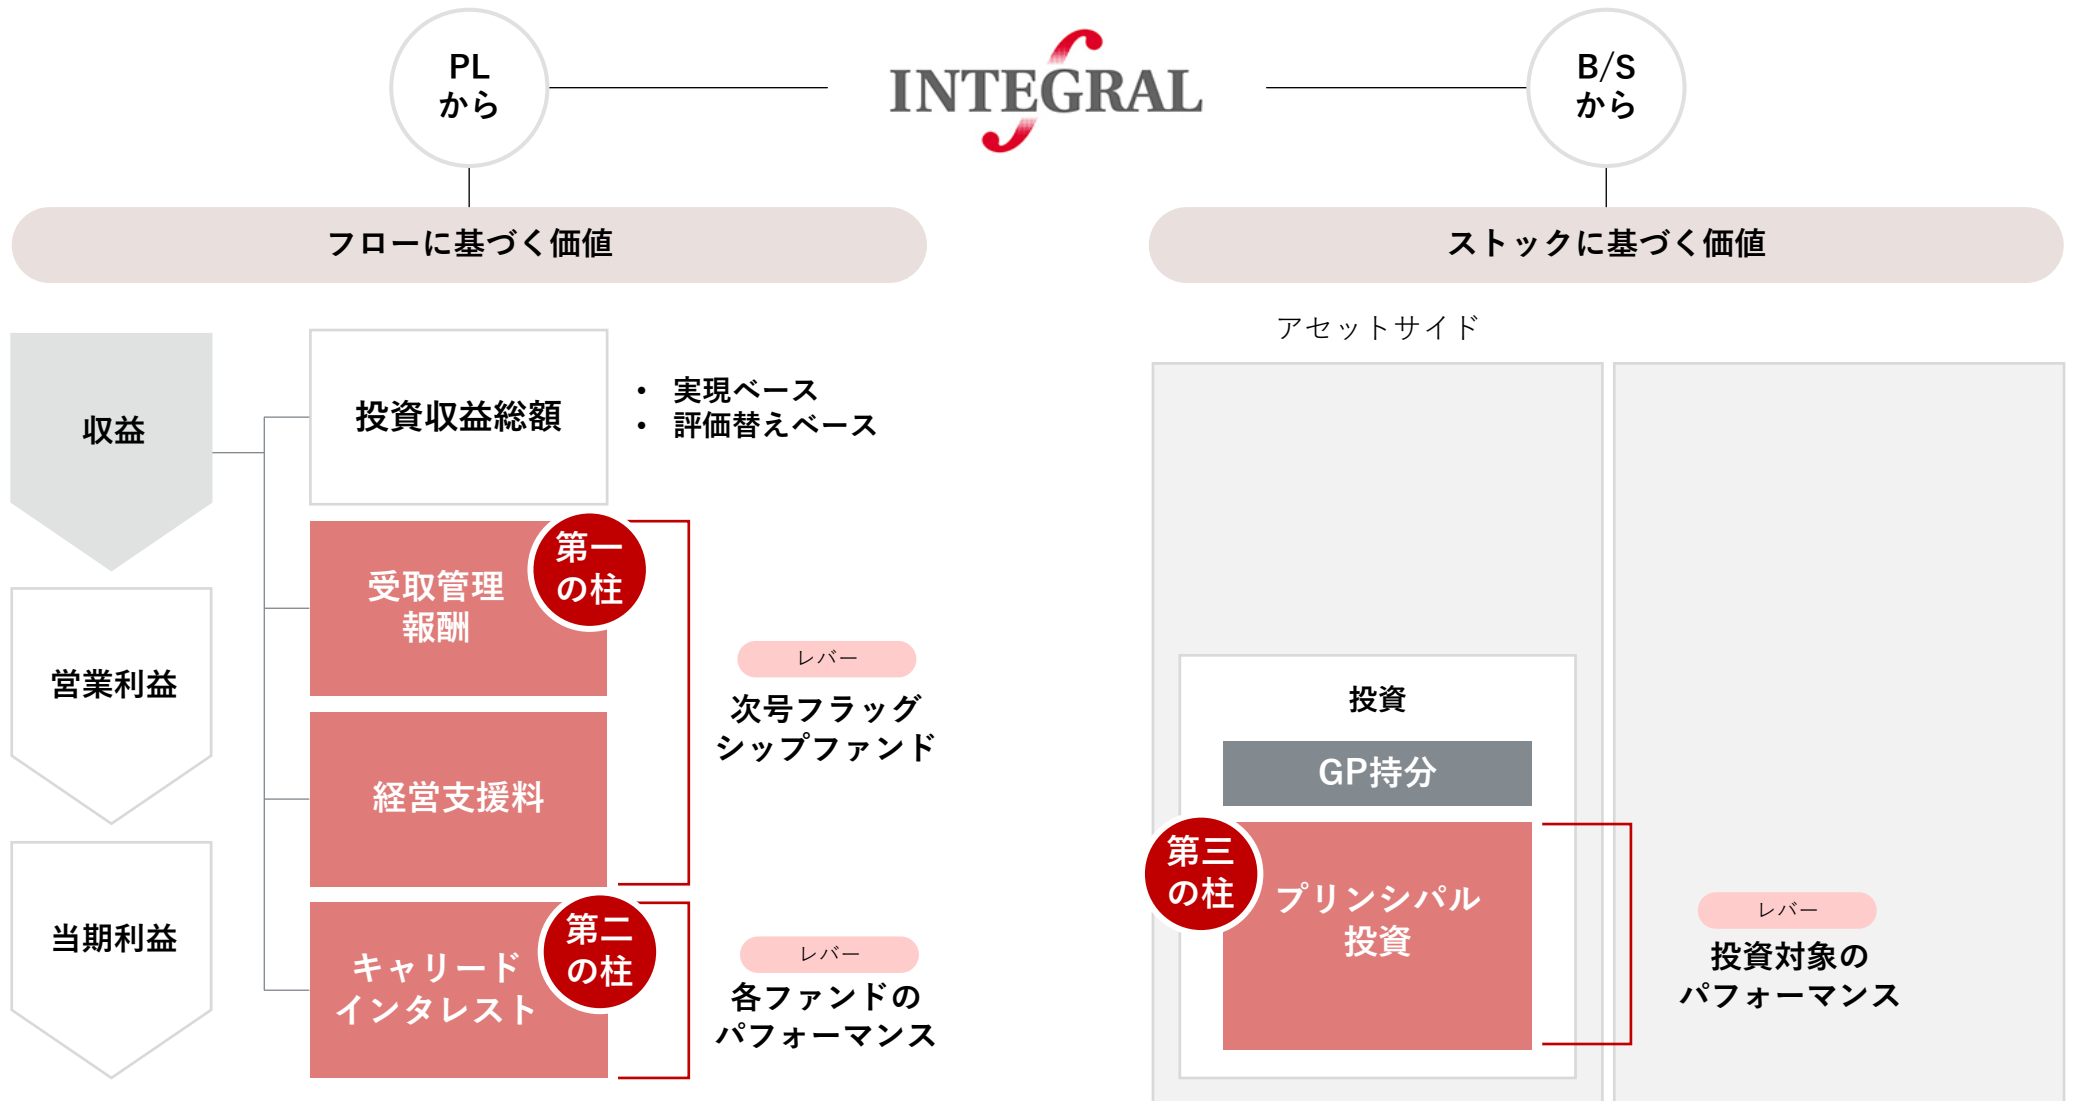 PL
から
INTEGRAL
B/S
から
フローに基づく価値
ストックに基づく価値
収益
営業利益
当期利益
投資収益総額
• 実現ベース
• 評価替えベース
第一
の柱
受取管理
報酬
経営支援料
レバー
次号フラッグ
シップファンド
第二
の柱
キャリード
インタレスト
レバー
各ファンドの
パフォーマンス
アセットサイド
投資
GP持分
第三
の柱
プリンシパル
投資
レバー
投資対象の
パフォーマンス